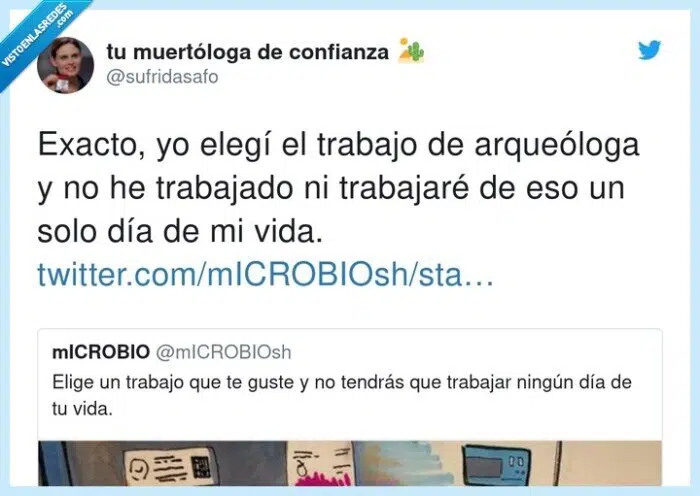 VISTOENLASREDES
.com
tu muertóloga de confianza
@sufridasafo
Exacto, yo elegí el trabajo de arqueóloga
y no he trabajado ni trabajaré de eso un
solo día de mi vida.
twitter.com/mICROBIOsh/sta…
mICROBIO @mICROBIOsh
Elige un trabajo que te guste y no tendrás que trabajar ningún día de
tu vida.